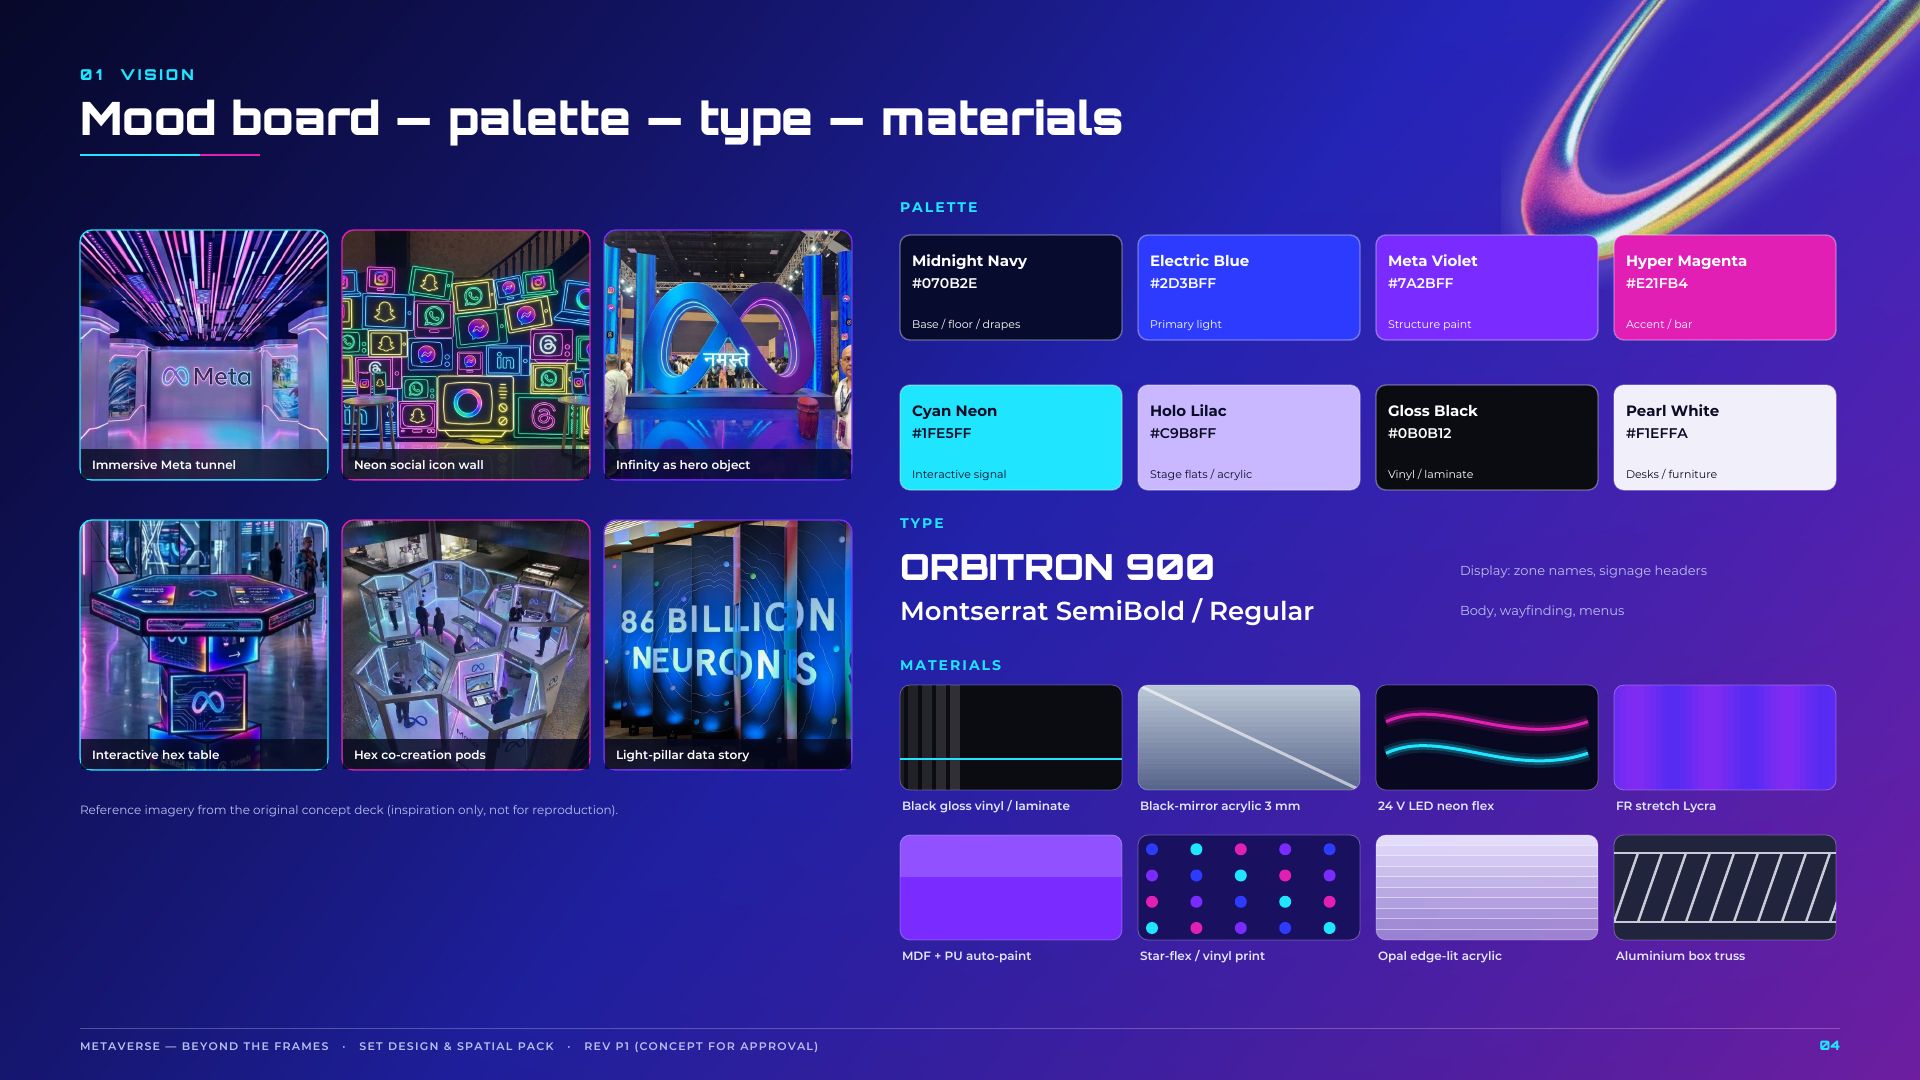 01 VISION
Mood board — palette — type — materials
Meta
Immersive Meta tunnel
in
Neon social icon wall
नमस्ते
Infinity as hero object
Interactive hex table
Hex co-creation pods
86 BILLION
NEURONS
Light-pillar data story
Reference imagery from the original concept deck (inspiration only, not for reproduction).
PALETTE
Midnight Navy
#070B2E
Base / floor / drapes
Electric Blue
#2D3BFF
Primary light
Meta Violet
#7A2BFF
Structure paint
Hyper Magenta
#E21FB4
Accent / bar
Cyan Neon
#1FE5FF
Interactive signal
Holo Lilac
#C9B8FF
Stage flats / acrylic
Gloss Black
#0B0B12
Vinyl / laminate
Pearl White
#F1EFFA
Desks / furniture
TYPE
ORBITRON 900
Display: zone names, signage headers
Montserrat SemiBold / Regular
Body, wayfinding, menus
MATERIALS
Black gloss vinyl / laminate
Black-mirror acrylic 3 mm
24 V LED neon flex
FR stretch Lycra
MDF + PU auto-paint
Star-flex / vinyl print
Opal edge-lit acrylic
Aluminium box truss
METAVERSE — BEYOND THE FRAMES · SET DESIGN & SPATIAL PACK · REV P1 (CONCEPT FOR APPROVAL)
04